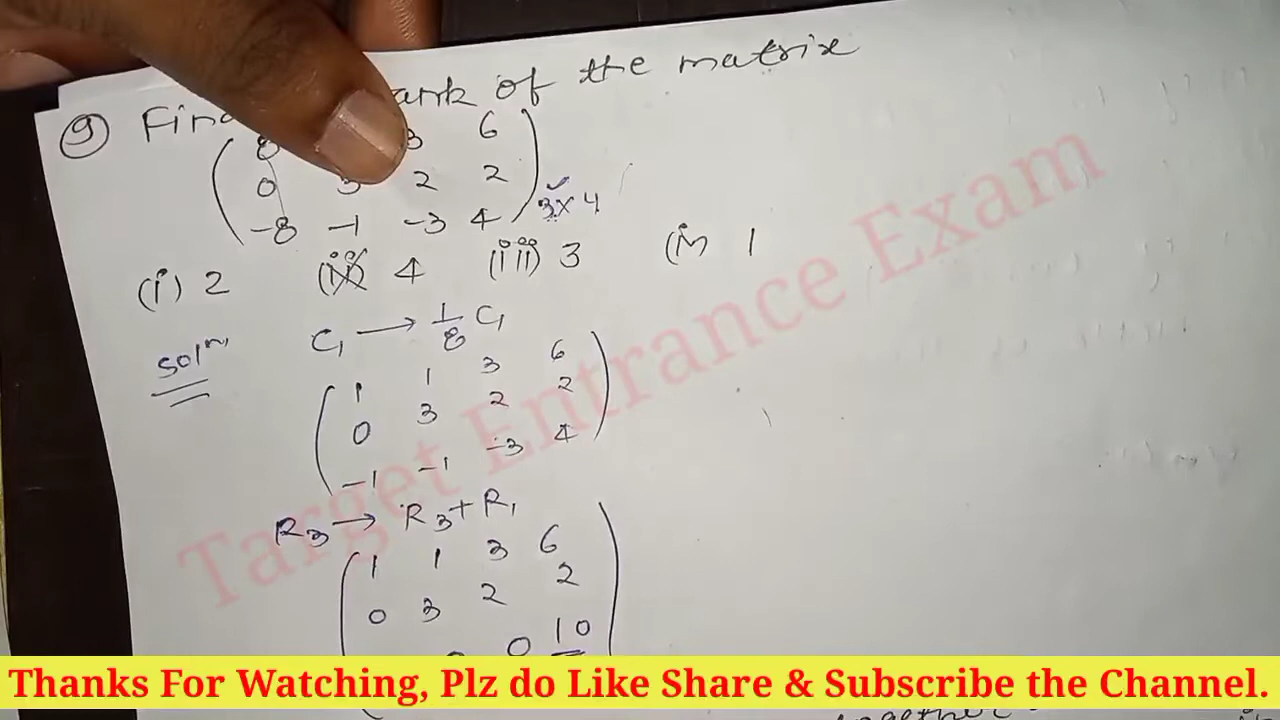 9 Find Rank of the matrix
8 3 6
0 3 2 2
-8 -1 -3 4 3×4
(i) 2 (ii) 4 (iii) 3 (iv) 1
Solⁿ, C₁ → 1/8 C₁
1 1 3 6
0 3 2 2
-1 -1 -3 4
R₃ → R₃+R₁
1 1 3 6
0 3 2 2
0 10
Target Entrance Exam
Thanks For Watching, Plz do Like Share & Subscribe the Channel.
together